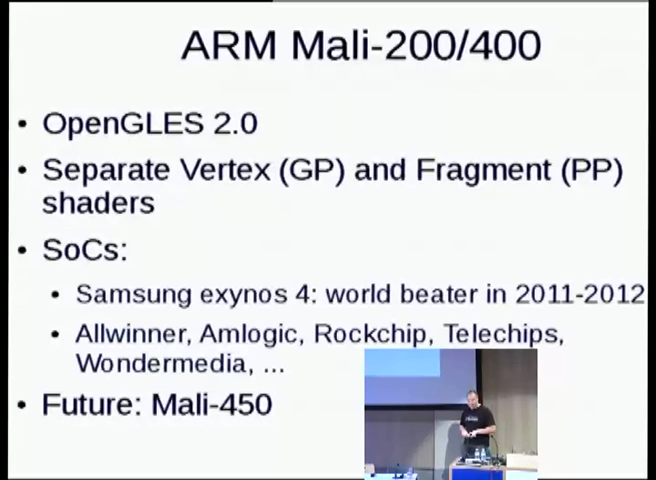 ARM Mali-200/400
• OpenGLES 2.0
• Separate Vertex (GP) and Fragment (PP)
shaders
• SoCs:
• Samsung exynos 4: world beater in 2011-2012
• Allwinner, Amlogic, Rockchip, Telechips,
Wondermedia, ...
• Future: Mali-450